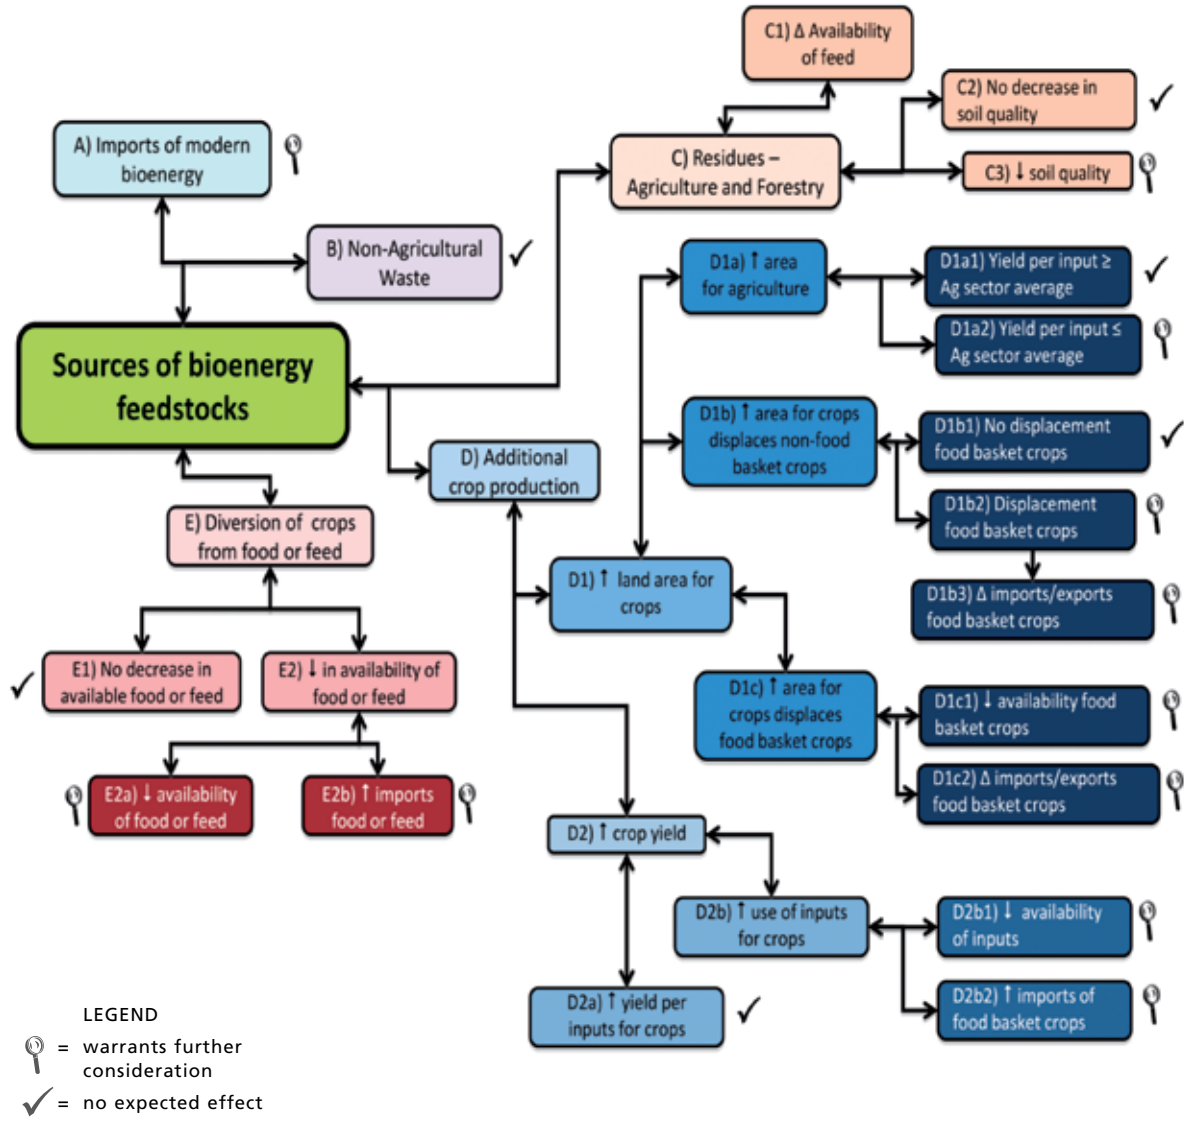 C1) Δ Availability
of feed
C2) No decrease in
soil quality
A) Imports of modern
bioenergy
C) Residues –
Agriculture and Forestry
C3) ↓ soil quality
B) Non-Agricultural
Waste
D1a) ↑ area
for agriculture
D1a1) Yield per input ≥
Ag sector average
D1a2) Yield per input ≤
Ag sector average
Sources of bioenergy
feedstocks
D1b) ↑ area for crops
displaces non-food
basket crops
D1b1) No displacement
food basket crops
D) Additional
crop production
D1b2) Displacement
food basket crops
E) Diversion of crops
from food or feed
D1) ↑ land area for
crops
D1b3) Δ imports/exports
food basket crops
E1) No decrease in
available food or feed
E2) ↓ in availability of
food or feed
D1c) ↑ area for
crops displaces
food basket crops
D1c1) ↓ availability food
basket crops
D1c2) Δ imports/exports
food basket crops
E2a) ↓ availability
of food or feed
E2b) ↑ imports
food or feed
D2) ↑ crop yield
D2b) ↑ use of inputs
for crops
D2b1) ↓ availability
of inputs
D2a) ↑ yield per
inputs for crops
D2b2) ↑ imports of
food basket crops
LEGEND
= warrants further
consideration
= no expected effect